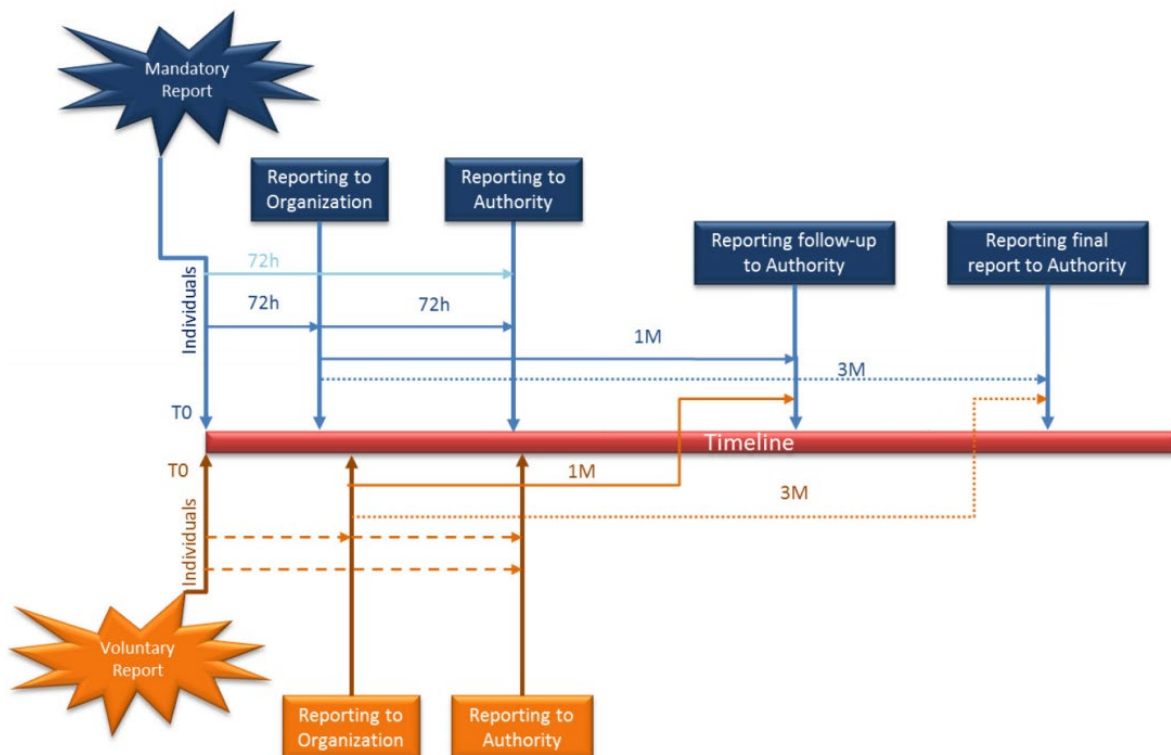 Mandatory
Report
Reporting to
Organization
Reporting to
Authority
Reporting follow-up
to Authority
Reporting final
report to Authority
72h
72h
72h
Individuals
1M
3M
T0
Timeline
T0
1M
3M
Individuals
Voluntary
Report
Reporting to
Organization
Reporting to
Authority